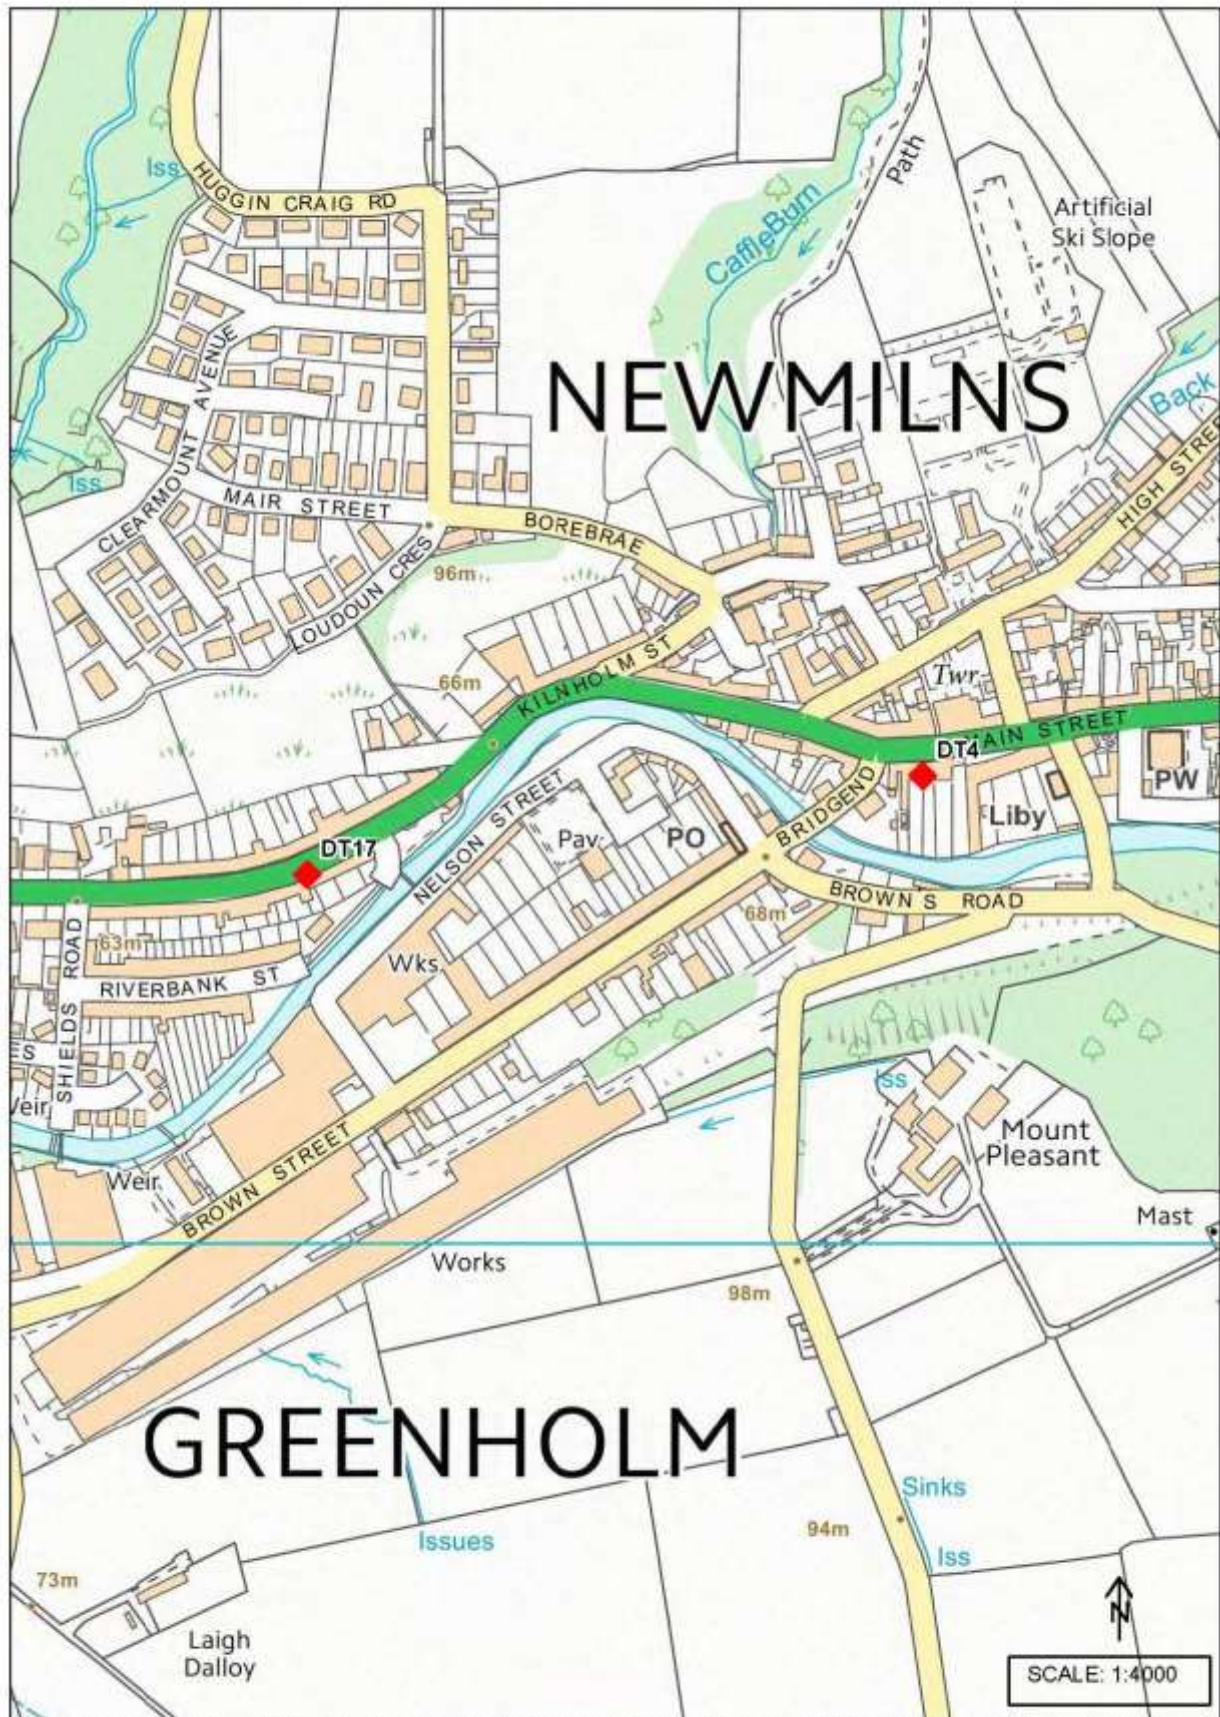 Iss
HUGGIN CRAIG RD
Path
CaffleBurn
Artificial
Ski Slope
NEWMILNS
Back
HIGH STREE
CLEARMOUNT AVENUE
Iss
MAIR STREET
LOUDOUN CRES
BOREBRAE
96m
66m
KILNHOLM ST
Twr
MAIN STREET
DT4
PW
Liby
BRIDGEND
PO
Pav
NELSON STREET
DT17
BROWN S ROAD
68m
63m
SHIELDS ROAD
RIVERBANK ST
Wks
ES
Weir
Weir
BROWN STREET
Iss
Mount
Pleasant
Mast
Works
98m
GREENHOLM
Sinks
94m
Issues
Iss
73m
Laigh
Dalloy
N
SCALE: 1:4000